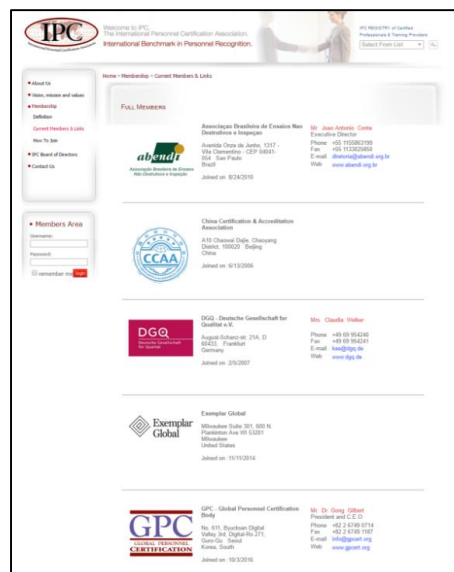 IPC
Welcome to IPC.
The International Personnel Certification Association.
International Benchmark in Personnel Recognition.
IPC REGISTRY of Certified
Professionals & Training Providers
Select From List
Home > Membership > Current Members & Links
About Us
Vision, mission and values
Membership
Definition
Current Members & Links
How To Join
IPC Board of Directors
Contact Us
Members Area
Username:
Password:
remember me
login
FULL MEMBERS
abendi
Associação Brasileira de Ensaios
Não Destrutivos e Inspeção
Associaçao Brasileira de Ensaios Nao
Destrutivos e Inspeçao
Avenida Onze de Junho, 1317 -
Vila Clementino - CEP 04041-
054 Sao Paulo
Brazil
Joined on: 8/24/2010
Mr. Joao Antonio Conte
Executive Director
Phone +55 1155863199
Fax
E-mail diretoria@abendi.org.br
Web www.abendi.org.br
CCAA
China Certification & Accreditation
Association
A10 Chaowai Dajie, Chaoyang
District, 100020 Beijing
China
Joined on: 6/13/2006
DGQ
Deutsche Gesellschaft
für Qualität
DGQ - Deutsche Gesellschaft for
Qualitat e.V.
August-Schanz-str. 21A, D
60433, Frankfurt
Germany
Joined on: 2/5/2007
Mrs. Claudia Welker
Phone +49 69 954240
Fax +49 69 954241
E-mail kas@dgq.de
Web www.dgq.de
Exemplar
Global
Exemplar Global
Milwaukee Suite 301, 600 N.
Plankinton Ave WI 53201
Milwaukee
United States
Joined on: 11/11/2014
GPC
GLOBAL PERSONNEL
CERTIFICATION
GPC - Global Personnel Certification
Body
No. 611, Byucksan Digital
Valley 3rd, Digital-Ro 271,
Guro-Gu Seoul
Korea, South
Joined on: 10/3/2016
Mr. Dr. Gong, Gilbert
President and C.E.O.
Phone +82 2 6749 0714
Fax +82 2 6749 1187
E-mail info@gpcert.org
Web www.gpcert.org